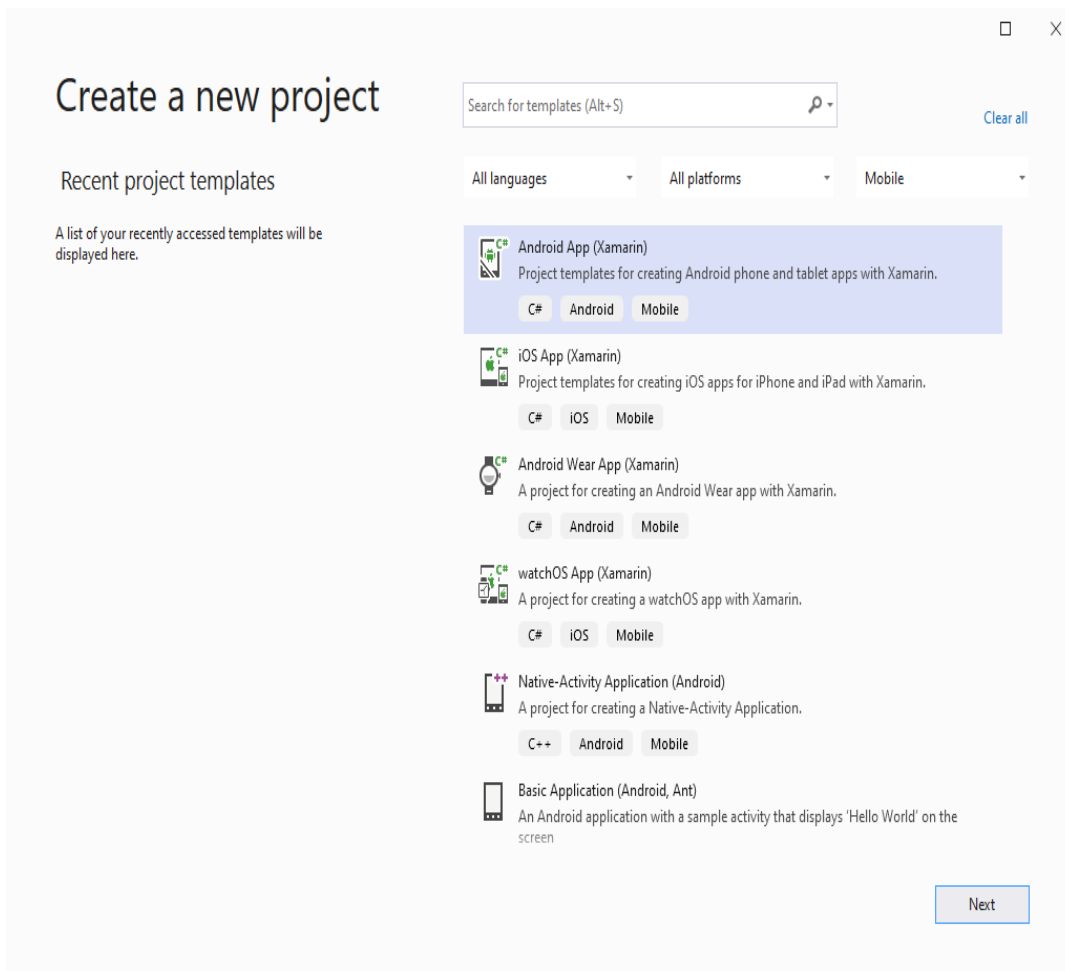 Create a new project
Search for templates (Alt+S)
Clear all
Recent project templates
A list of your recently accessed templates will be
displayed here.
All languages
All platforms
Mobile
C#
Android App (Xamarin)
Project templates for creating Android phone and tablet apps with Xamarin.
C# Android Mobile
C#
iOS App (Xamarin)
Project templates for creating iOS apps for iPhone and iPad with Xamarin.
C# iOS Mobile
C#
Android Wear App (Xamarin)
A project for creating an Android Wear app with Xamarin.
C# Android Mobile
C#
watchOS App (Xamarin)
A project for creating a watchOS app with Xamarin.
C# iOS Mobile
++
Native-Activity Application (Android)
A project for creating a Native-Activity Application.
C++ Android Mobile
Basic Application (Android, Ant)
An Android application with a sample activity that displays 'Hello World' on the
screen
Next